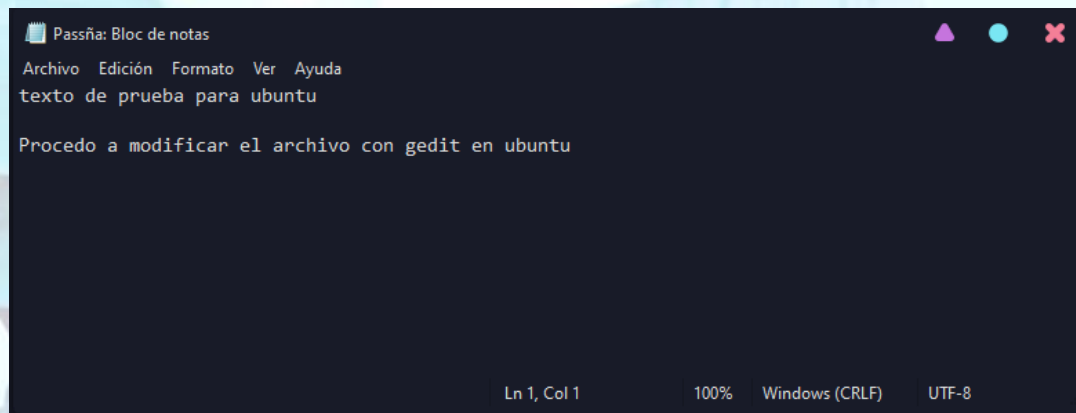 Passña: Bloc de notas
Archivo Edición Formato Ver Ayuda
texto de prueba para ubuntu
Procedo a modificar el archivo con gedit en ubuntu
Ln 1, Col 1 100% Windows (CRLF) UTF-8